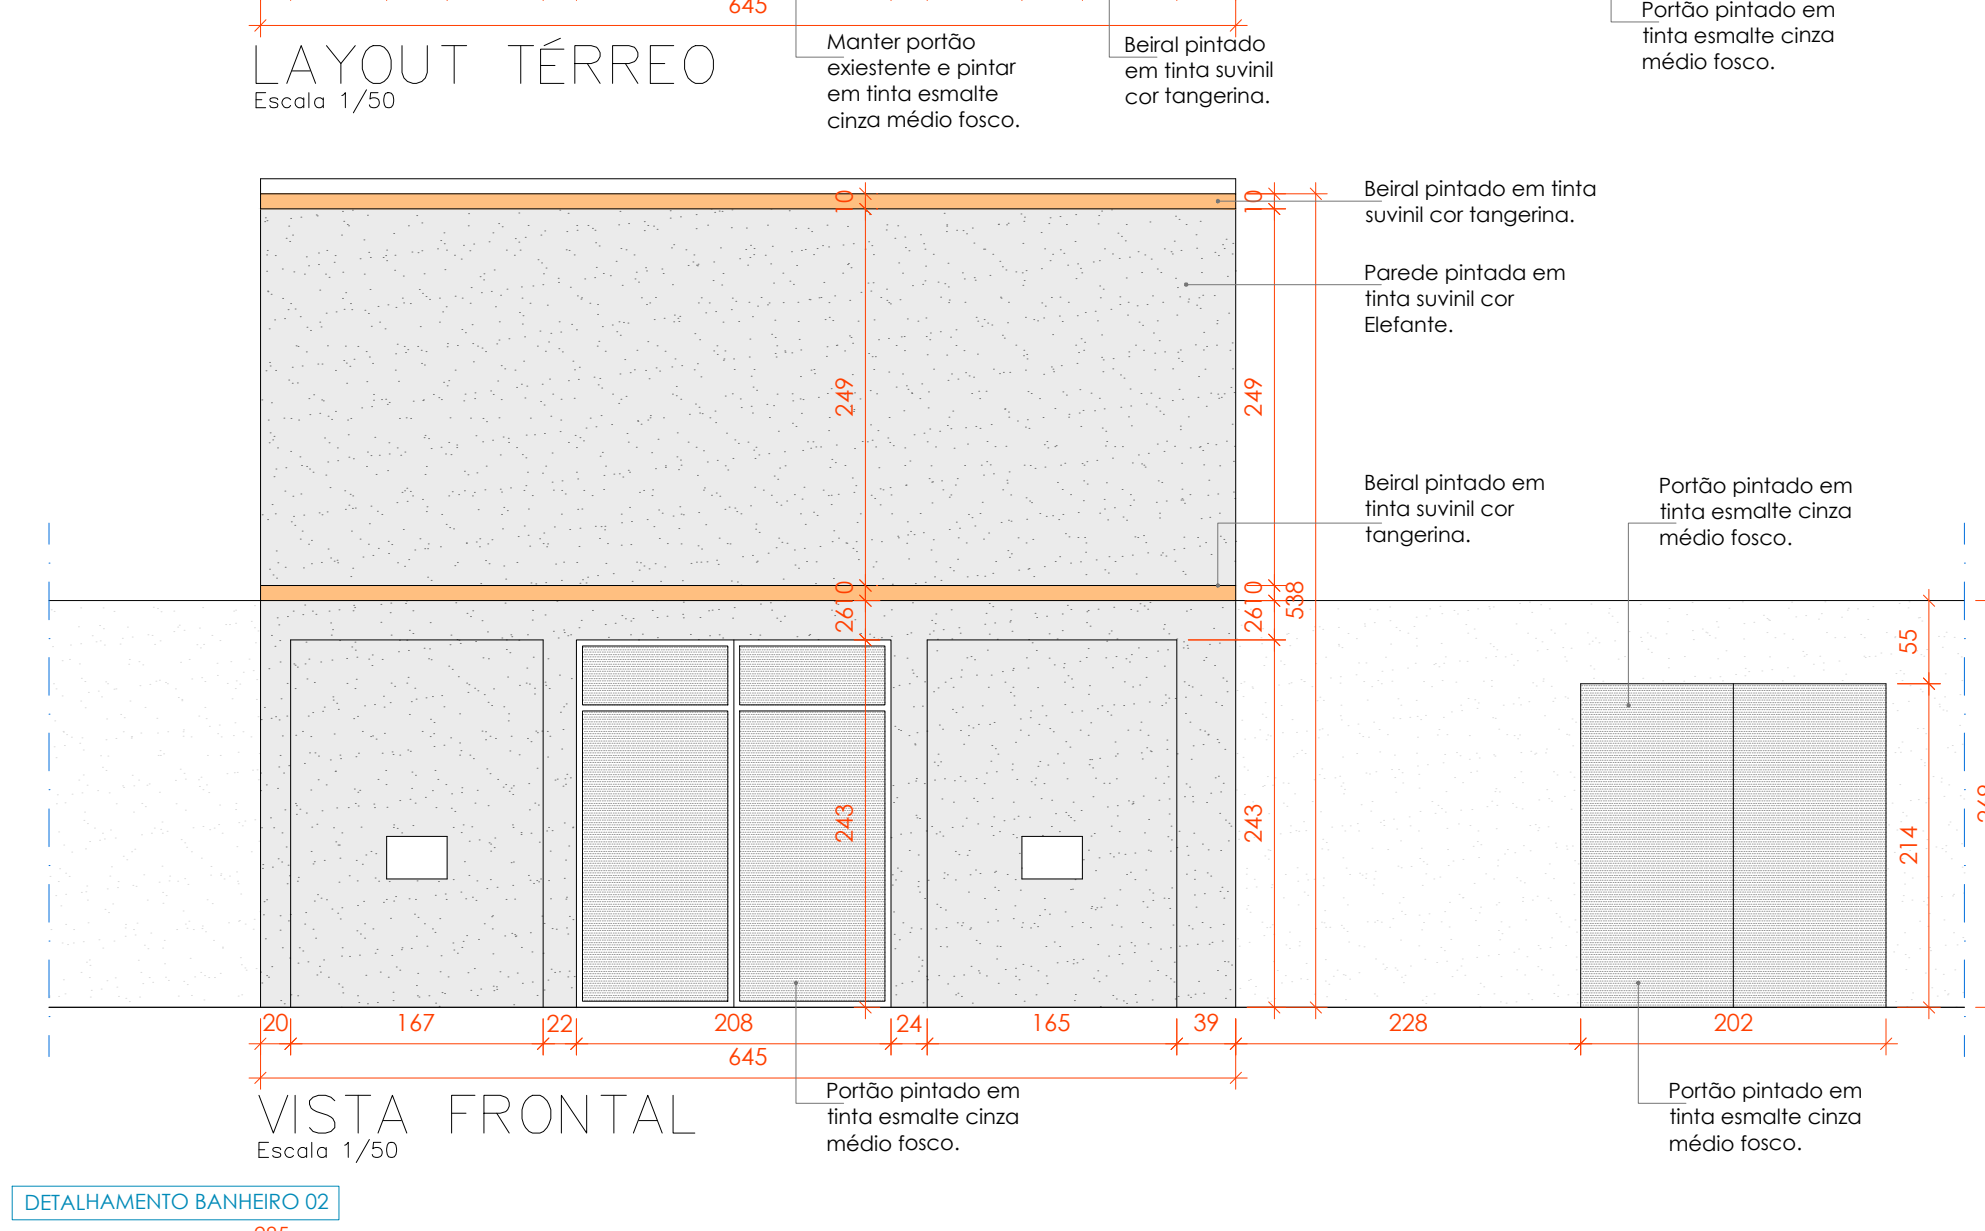 645
Portão pintado em
tinta esmalte cinza
médio fosco.
Manter portão
exiestente e pintar
em tinta esmalte
cinza médio fosco.
Beiral pintado
em tinta suvinil
cor tangerina.
LAYOUT TÉRREO
Escala 1/50
10
10
Beiral pintado em tinta
suvinil cor tangerina.
Parede pintada em
tinta suvinil cor
Elefante.
249
249
Beiral pintado em
tinta suvinil cor
tangerina.
Portão pintado em
tinta esmalte cinza
médio fosco.
10
26
10
26
538
55
243
243
214
20 167 22 208 24 165 39 228 202
645
VISTA FRONTAL
Escala 1/50
Portão pintado em
tinta esmalte cinza
médio fosco.
Portão pintado em
tinta esmalte cinza
médio fosco.
DETALHAMENTO BANHEIRO 02